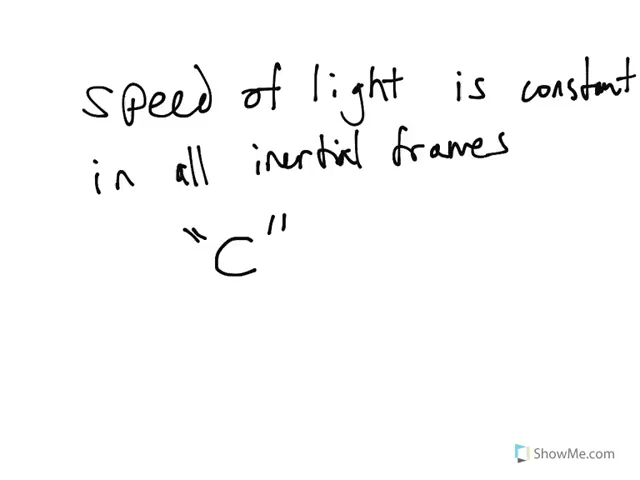 speed of light is constant
in all inertial frames
"C"
ShowMe.com